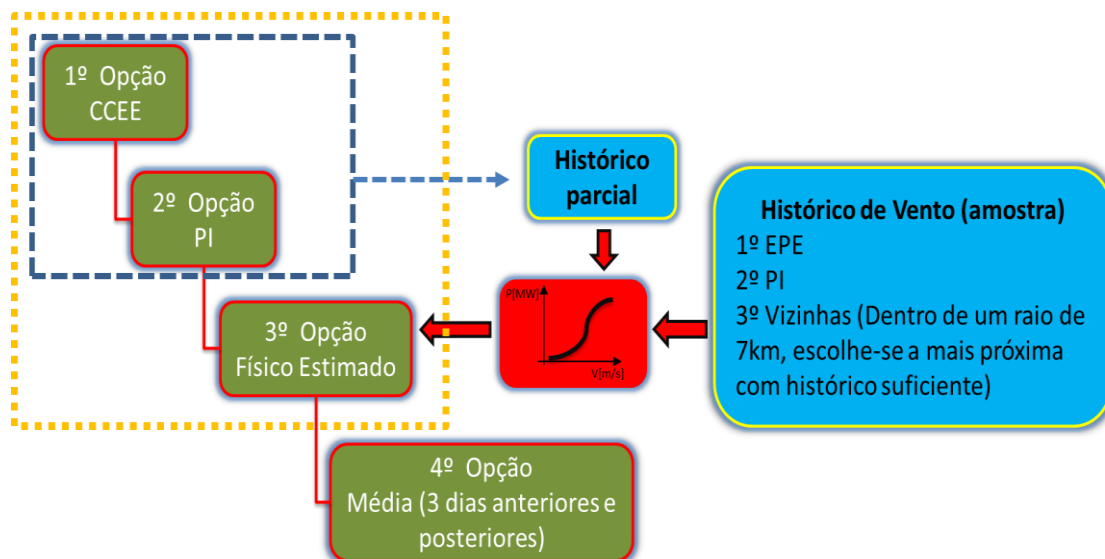 1º Opção
CCEE
2º Opção
PI
3º Opção
Físico Estimado
4º Opção
Média (3 dias anteriores e
posteriores)
Histórico
parcial
P[MW]
V[m/s]
Histórico de Vento (amostra)
1º EPE
2º PI
3º Vizinhas (Dentro de um raio de
7km, escolhe-se a mais próxima
com histórico suficiente)